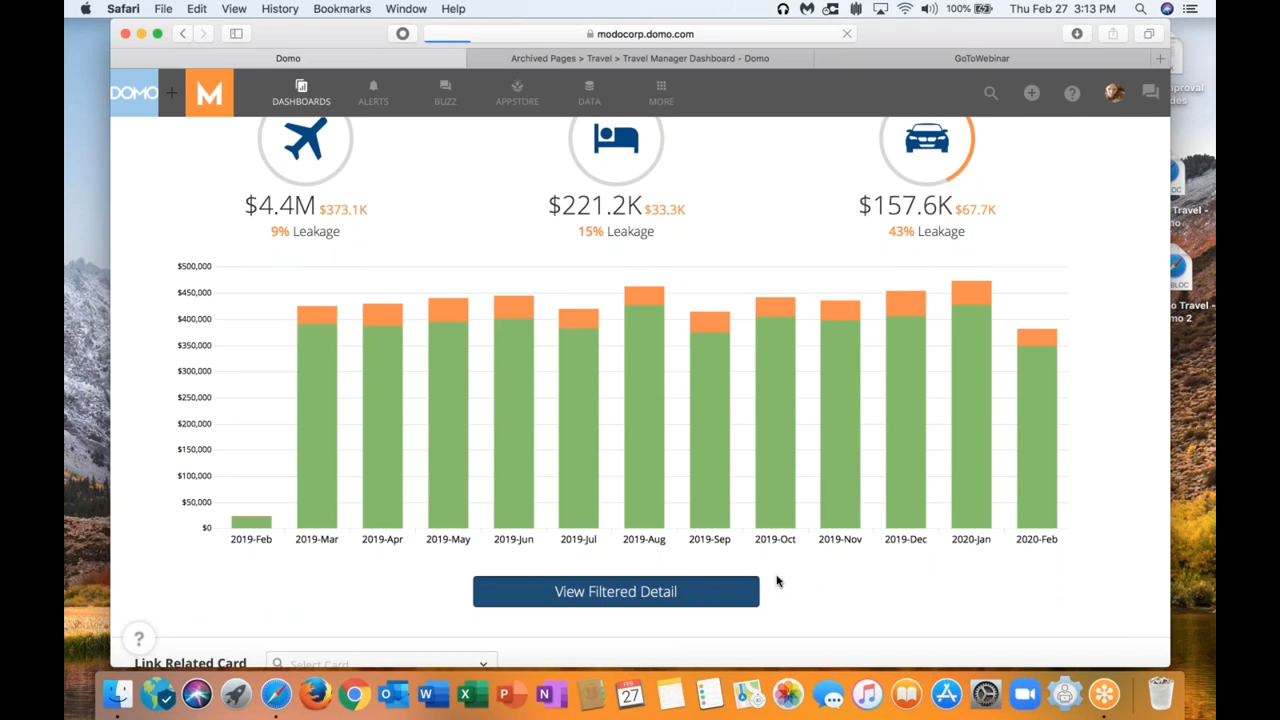 Safari File Edit View History Bookmarks Window Help 100% Thu Feb 27 3:13 PM
modocorp.domo.com
Domo Archived Pages > Travel > Travel Manager Dashboard - Domo GoToWebinar
DOMO M DASHBOARDS ALERTS BUZZ APPSTORE DATA MORE
$4.4M $373.1K $221.2K $33.3K $157.6K $67.7K
9% Leakage 15% Leakage 43% Leakage
$500,000
$450,000
$400,000
$350,000
$300,000
$250,000
$200,000
$150,000
$100,000
$50,000
$0
2019-Feb 2019-Mar 2019-Apr 2019-May 2019-Jun 2019-Jul 2019-Aug 2019-Sep 2019-Oct 2019-Nov 2019-Dec 2020-Jan 2020-Feb
View Filtered Detail
?
Link Related Card Select Card
Travel -
Travel -
mo 2
27